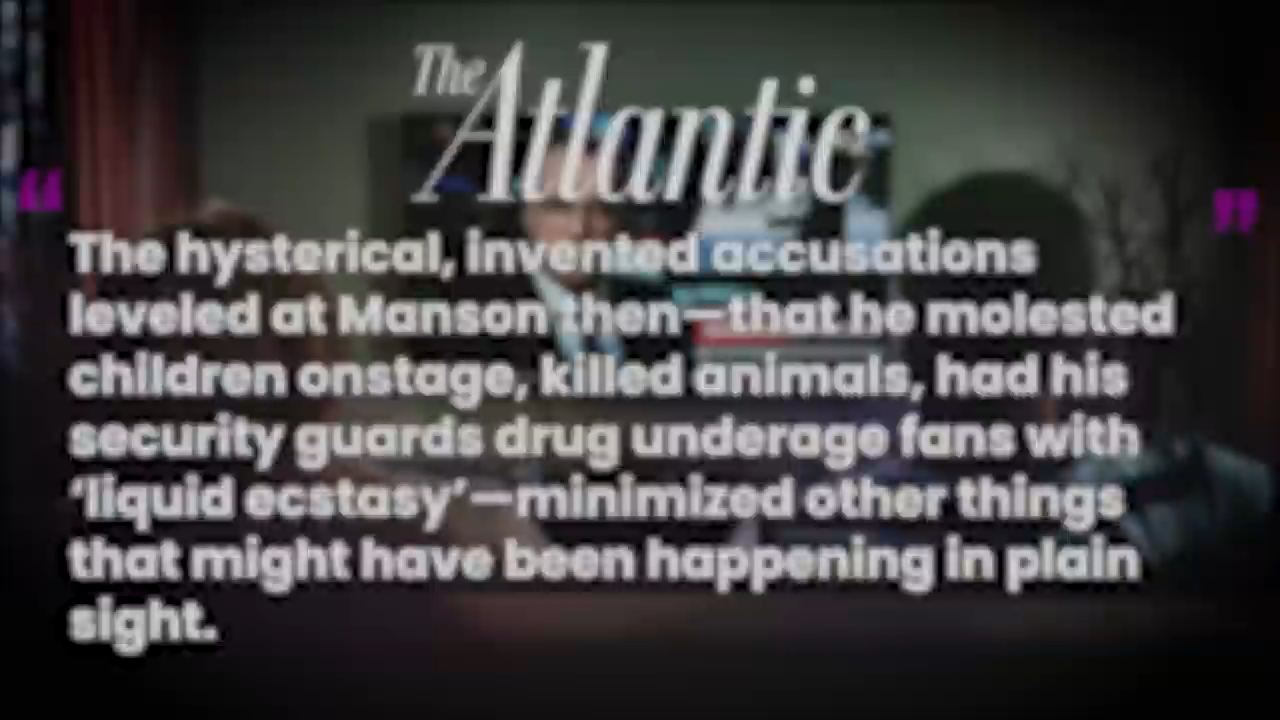 The Atlantic
“ ”
The hysterical, invented accusations
leveled at Manson then—that he molested
children onstage, killed animals, had his
security guards drug underage fans with
‘liquid ecstasy’—minimized other things
that might have been happening in plain
sight.